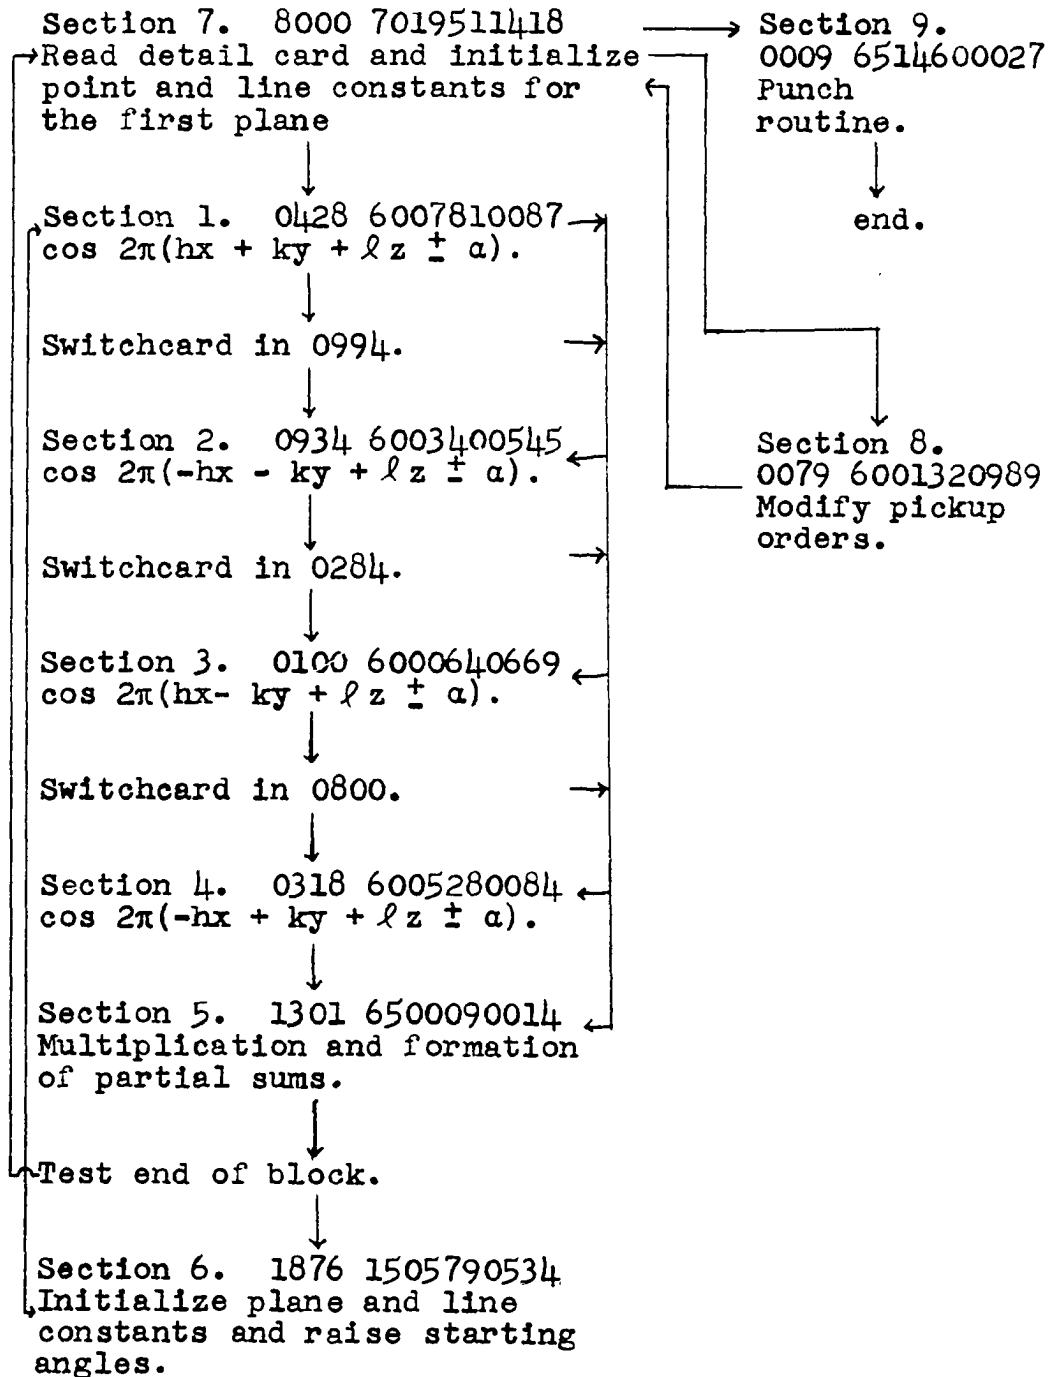 Section 7. 8000 7019511418
Read detail card and initialize
point and line constants for
the first plane
Section 9.
0009 6514600027
Punch
routine.
end.
Section 1. 0428 6007810087
cos 2π(hx + ky + ℓ z ± α).
Switchcard in 0994.
Section 2. 0934 6003400545
cos 2π(-hx - ky + ℓ z ± α).
Section 8.
0079 6001320989
Modify pickup
orders.
Switchcard in 0284.
Section 3. 0100 6000640669
cos 2π(hx- ky + ℓ z ± α).
Switchcard in 0800.
Section 4. 0318 6005280084
cos 2π(-hx + ky + ℓ z ± α).
Section 5. 1301 6500090014
Multiplication and formation
of partial sums.
Test end of block.
Section 6. 1876 1505790534
Initialize plane and line
constants and raise starting
angles.